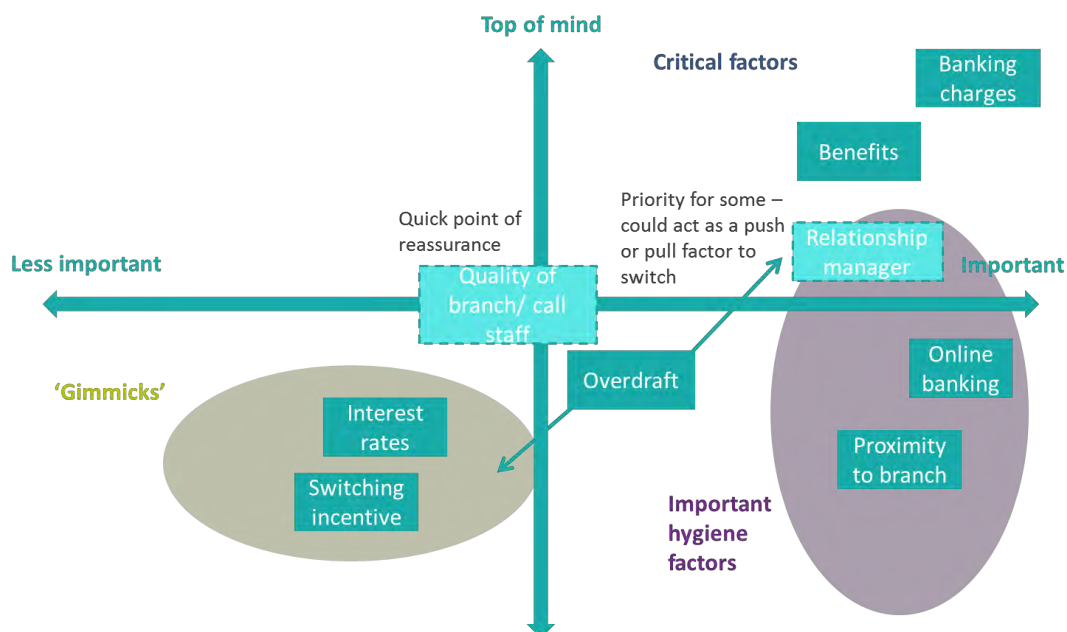 Top of mind
Critical factors
Banking
charges
Benefits
Quick point of
reassurance
Priority for some –
could act as a push
or pull factor to
switch
Relationship
manager
Less important
Important
Quality of
branch/ call
staff
Online
banking
Overdraft
'Gimmicks'
Interest
rates
Proximity
to branch
Switching
incentive
Important
hygiene
factors